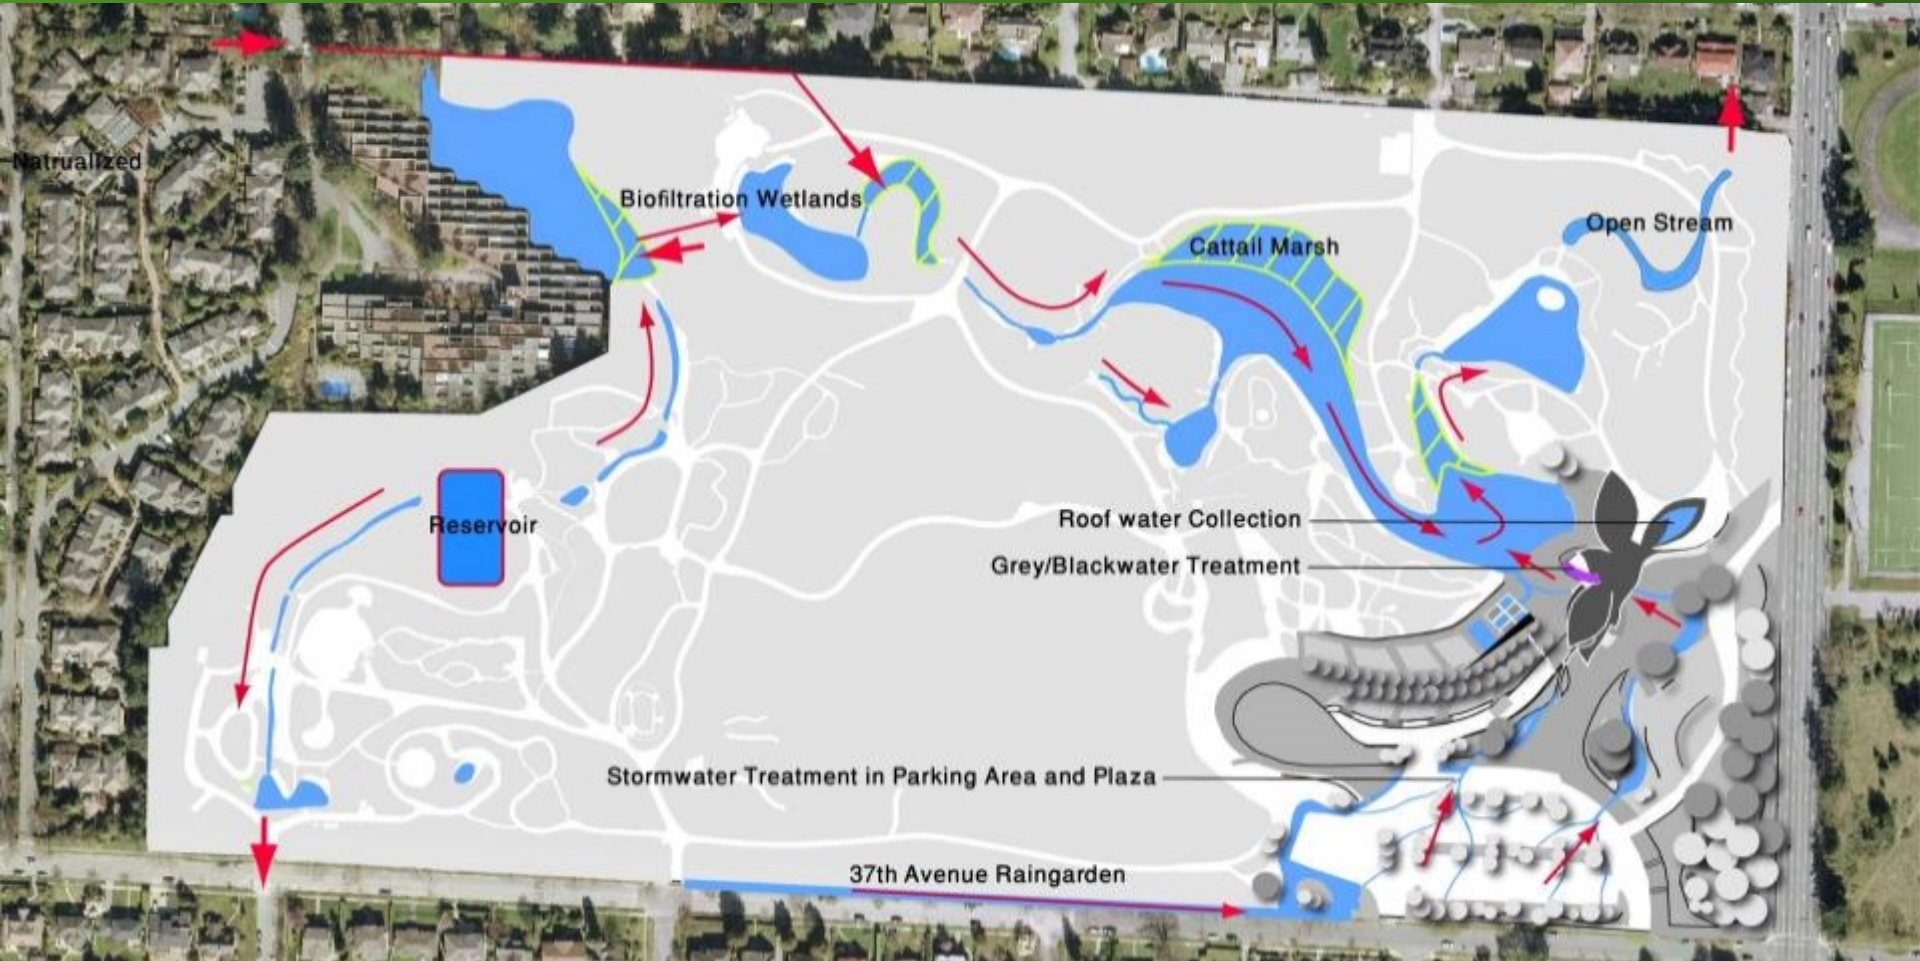 Natrualized
Biofiltration Wetlands
Cattail Marsh
Open Stream
Reservoir
Roof water Collection
Grey/Blackwater Treatment
Stormwater Treatment in Parking Area and Plaza
37th Avenue Raingarden